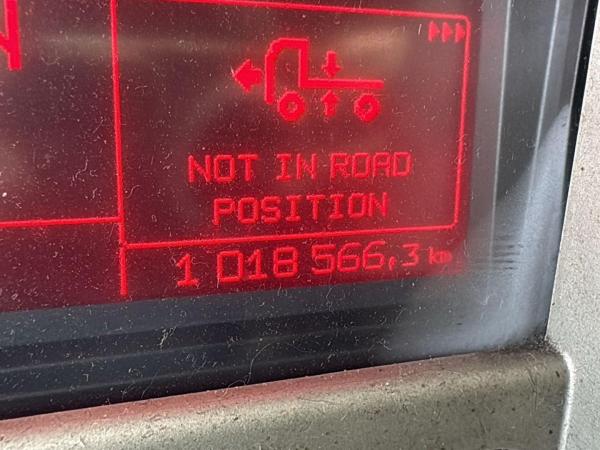 NOT IN ROAD
POSITION
1 018 566,3 km